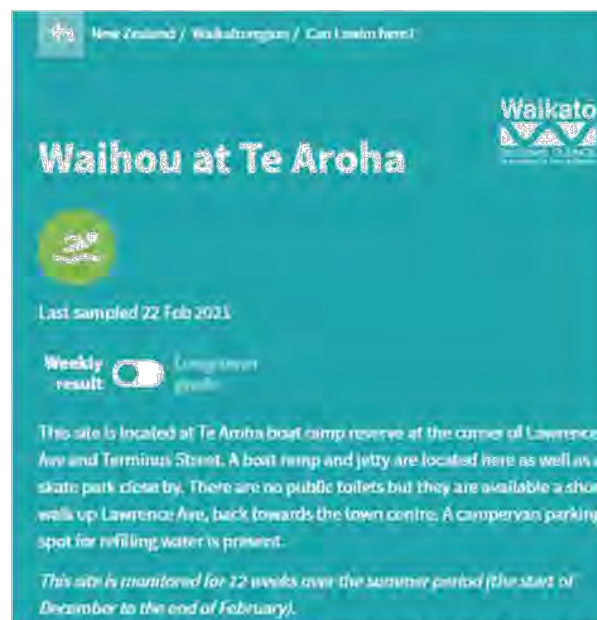 New Zealand / Waikato region / Can I swim here?
Waikato
Waihou at Te Aroha
Last sampled 22 Feb 2023
Weekly
result
This site is located at Te Aroha boat ramp reserve at the corner of Lawrence
Ave and Terminus Street. A boat ramp and jetty are located here as well as a
skate park close by. There are no public toilets but they are available a shor
walk up Lawrence Ave, back towards the town centre. A campervan parking
spot for refilling water is present.
This site is monitored for 12 weeks over the summer period (the start of
December to the end of February).